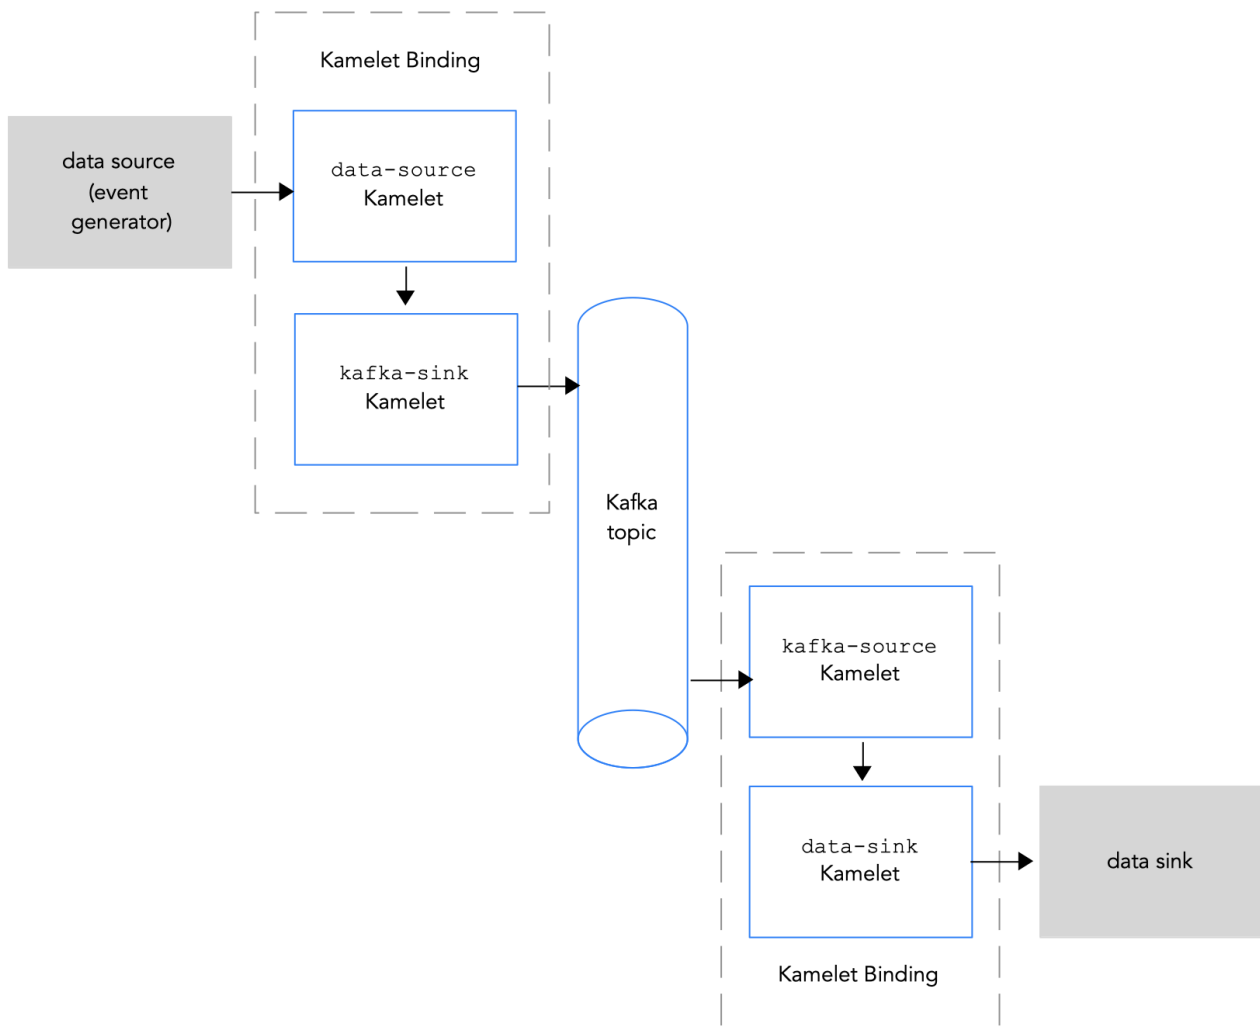 Kamelet Binding
data source
(event
generator)
data-source
Kamelet
kafka-sink
Kamelet
Kafka
topic
kafka-source
Kamelet
data-sink
Kamelet
data sink
Kamelet Binding